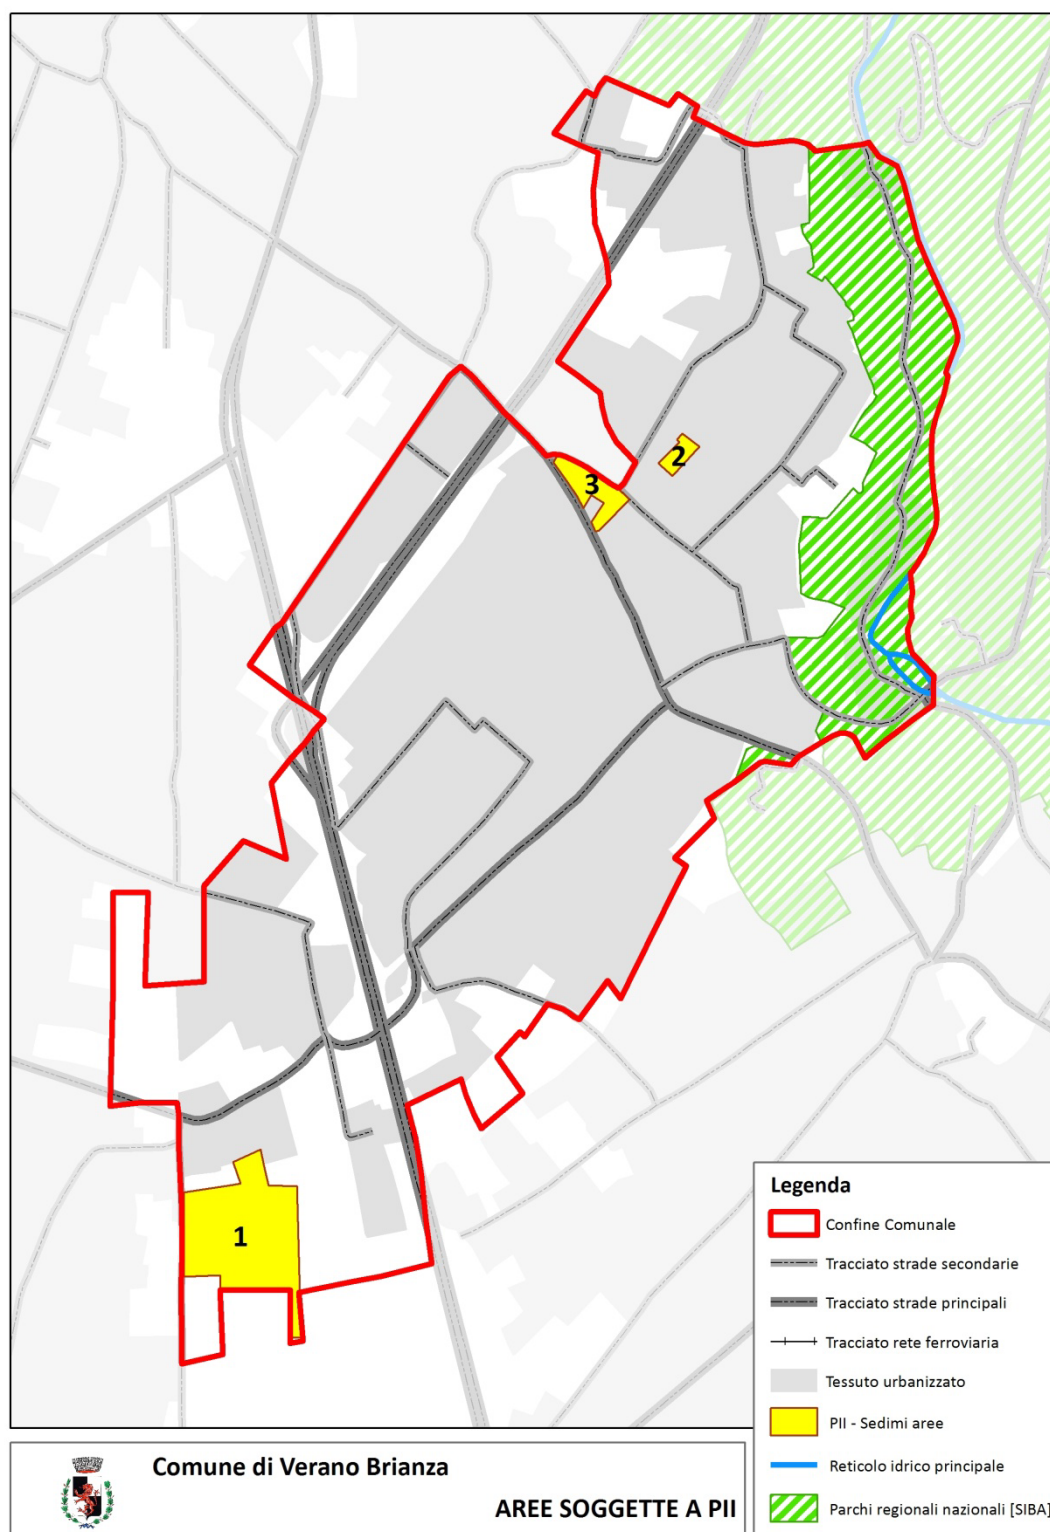 2
3
1
Legenda
Confine Comunale
Tracciato strade secondarie
Tracciato strade principali
Tracciato rete ferroviaria
Tessuto urbanizzato
PII - Sedimi aree
Reticolo idrico principale
Parchi regionali nazionali [SIBA]
Comune di Verano Brianza
AREE SOGGETTE A PII